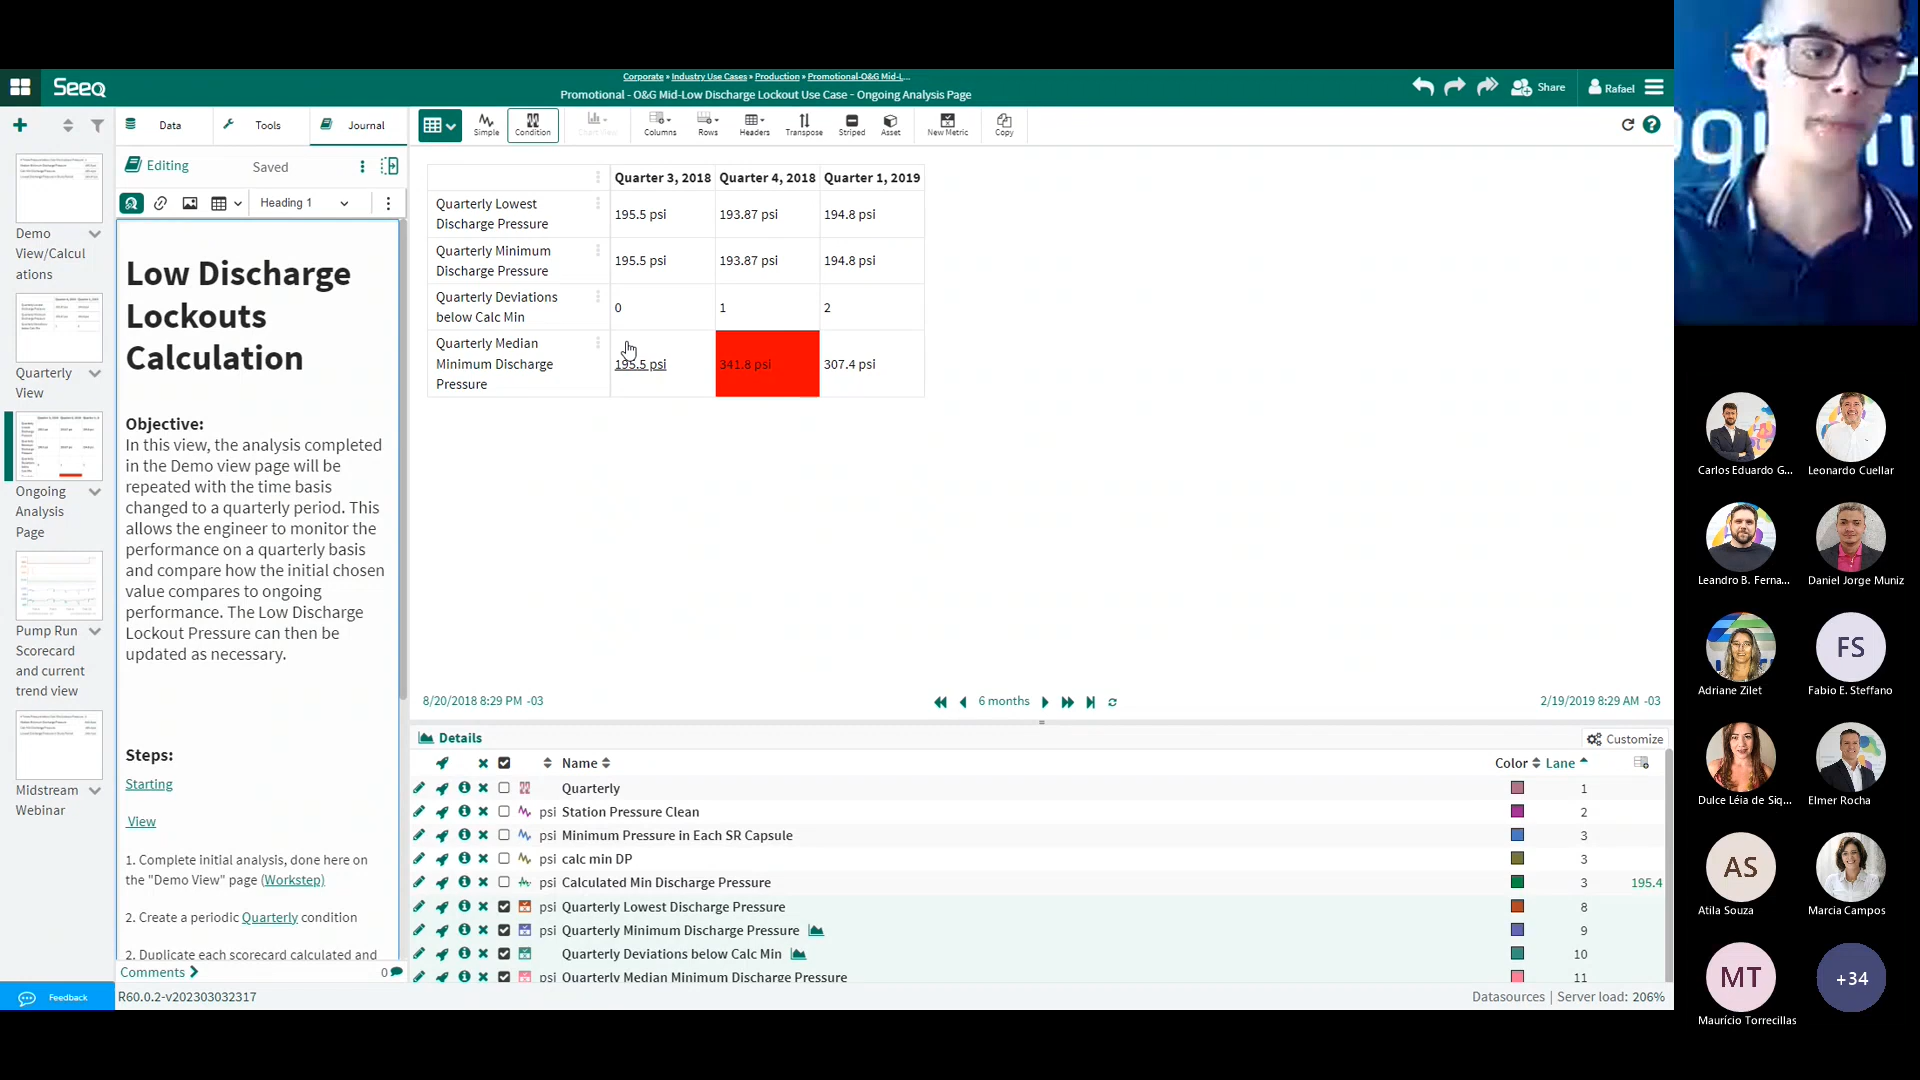 Seeq
Corporate » Industry Use Cases » Production » Promotional-O&G Mid-L...
Promotional - O&G Mid-Low Discharge Lockout Use Case - Ongoing Analysis Page
Share
Rafael
Data
Tools
Journal
Simple
Condition
Chart View
Columns
Rows
Headers
Transpose
Striped
Asset
New Metric
Copy
Demo
View/Calcul
ations
Quarterly
View
Ongoing
Analysis
Page
Pump Run
Scorecard
and current
trend view
Midstream
Webinar
Editing
Saved
Heading 1
Low Discharge
Lockouts
Calculation
Objective:
In this view, the analysis completed
in the Demo view page will be
repeated with the time basis
changed to a quarterly period. This
allows the engineer to monitor the
performance on a quarterly basis
and compare how the initial chosen
value compares to ongoing
performance. The Low Discharge
Lockout Pressure can then be
updated as necessary.
Steps:
Starting
View
1. Complete initial analysis, done here on
the "Demo View" page (Workstep)
2. Create a periodic Quarterly condition
2. Duplicate each scorecard calculated and
Comments
0
Quarter 3, 2018 Quarter 4, 2018 Quarter 1, 2019
Quarterly Lowest
Discharge Pressure
195.5 psi 193.87 psi 194.8 psi
Quarterly Minimum
Discharge Pressure
195.5 psi 193.87 psi 194.8 psi
Quarterly Deviations
below Calc Min
0 1 2
Quarterly Median
Minimum Discharge
Pressure
195.5 psi 341.8 psi 307.4 psi
8/20/2018 8:29 PM -03
6 months
2/19/2019 8:29 AM -03
Details
Customize
Name Color Lane
Quarterly 1
psi Station Pressure Clean 2
psi Minimum Pressure in Each SR Capsule 3
psi calc min DP 3
psi Calculated Min Discharge Pressure 3 195.4
psi Quarterly Lowest Discharge Pressure 8
psi Quarterly Minimum Discharge Pressure 9
Quarterly Deviations below Calc Min 10
psi Quarterly Median Minimum Discharge Pressure 11
Feedback
R60.0.2-v202303032317
Datasources | Server load: 206%
Carlos Eduardo G...
Leonardo Cuellar
Leandro B. Ferna...
Daniel Jorge Muniz
Adriane Zilet
FS
Fabio E. Steffano
Dulce Léia de Siq...
Elmer Rocha
AS
Atila Souza
Marcia Campos
MT
Maurício Torrecillas
+34